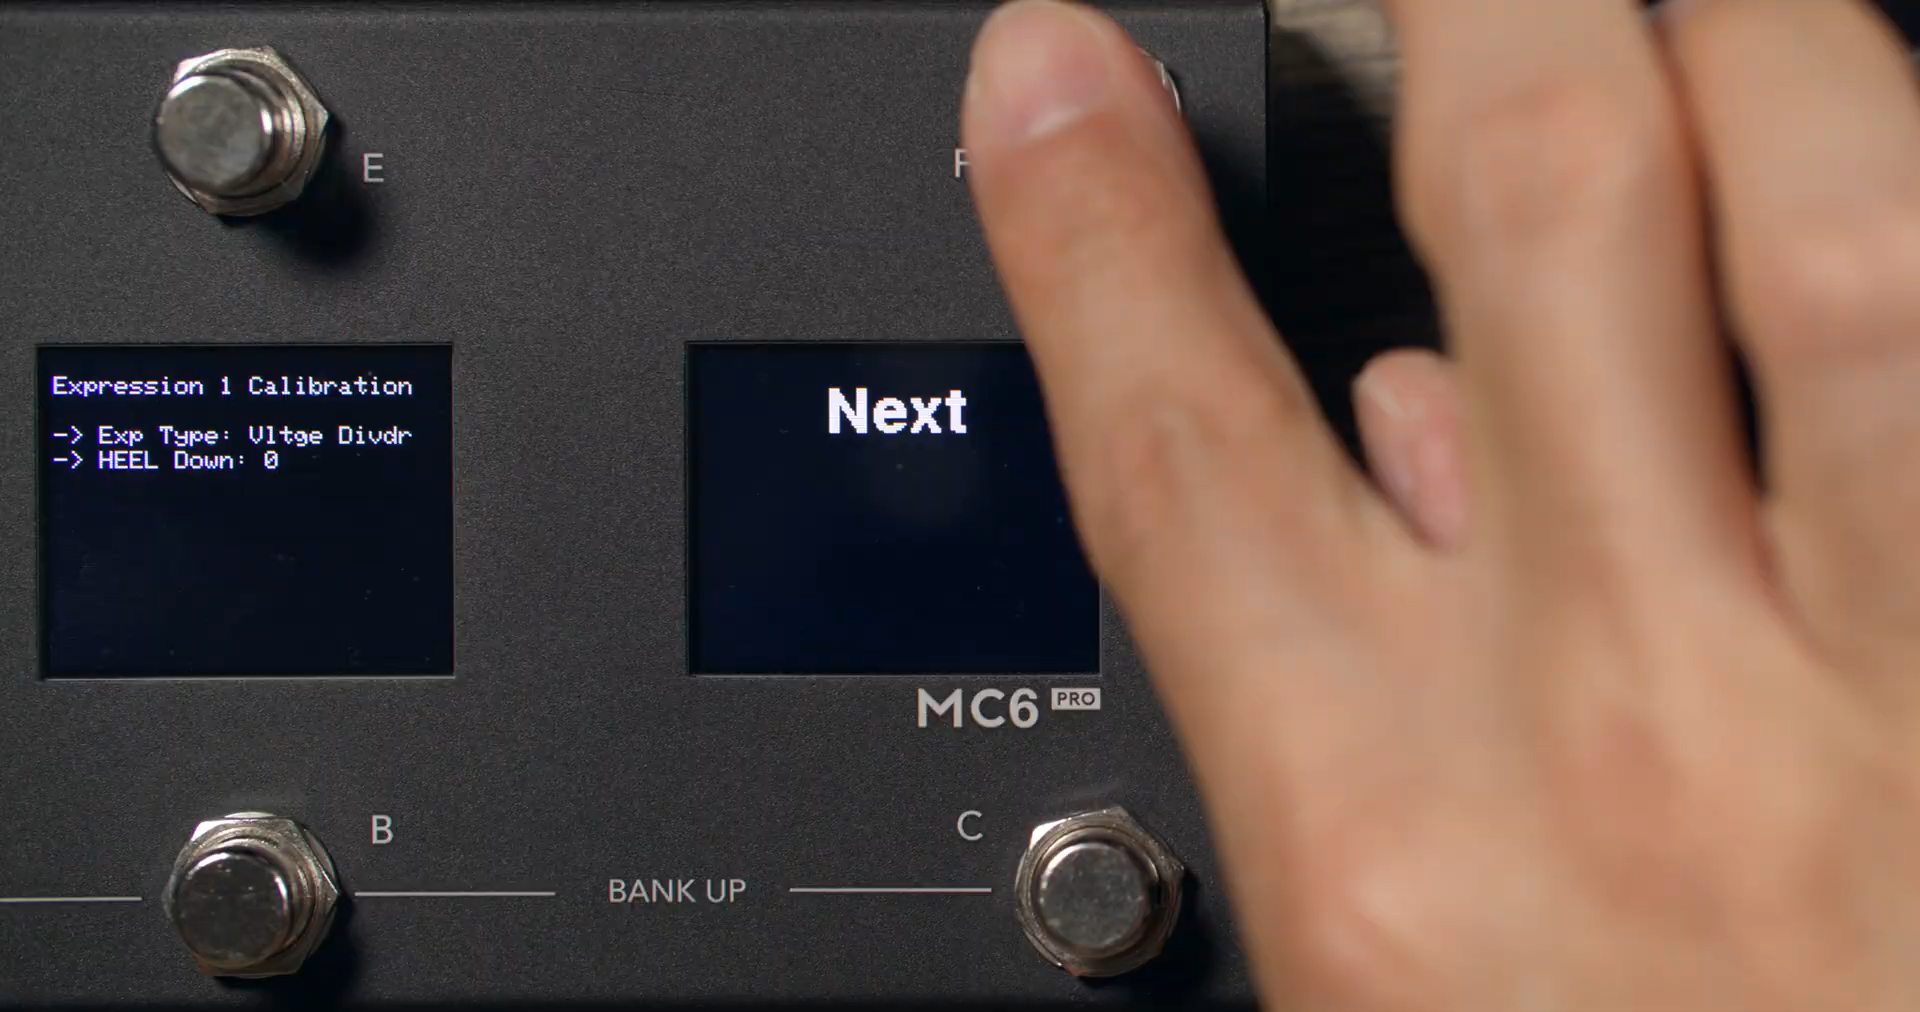 E
F
Expression 1 Calibration
-> Exp Type: Vltge Divdr
-> HEEL Down: 0
Next
MC6 PRO
B
C
BANK UP